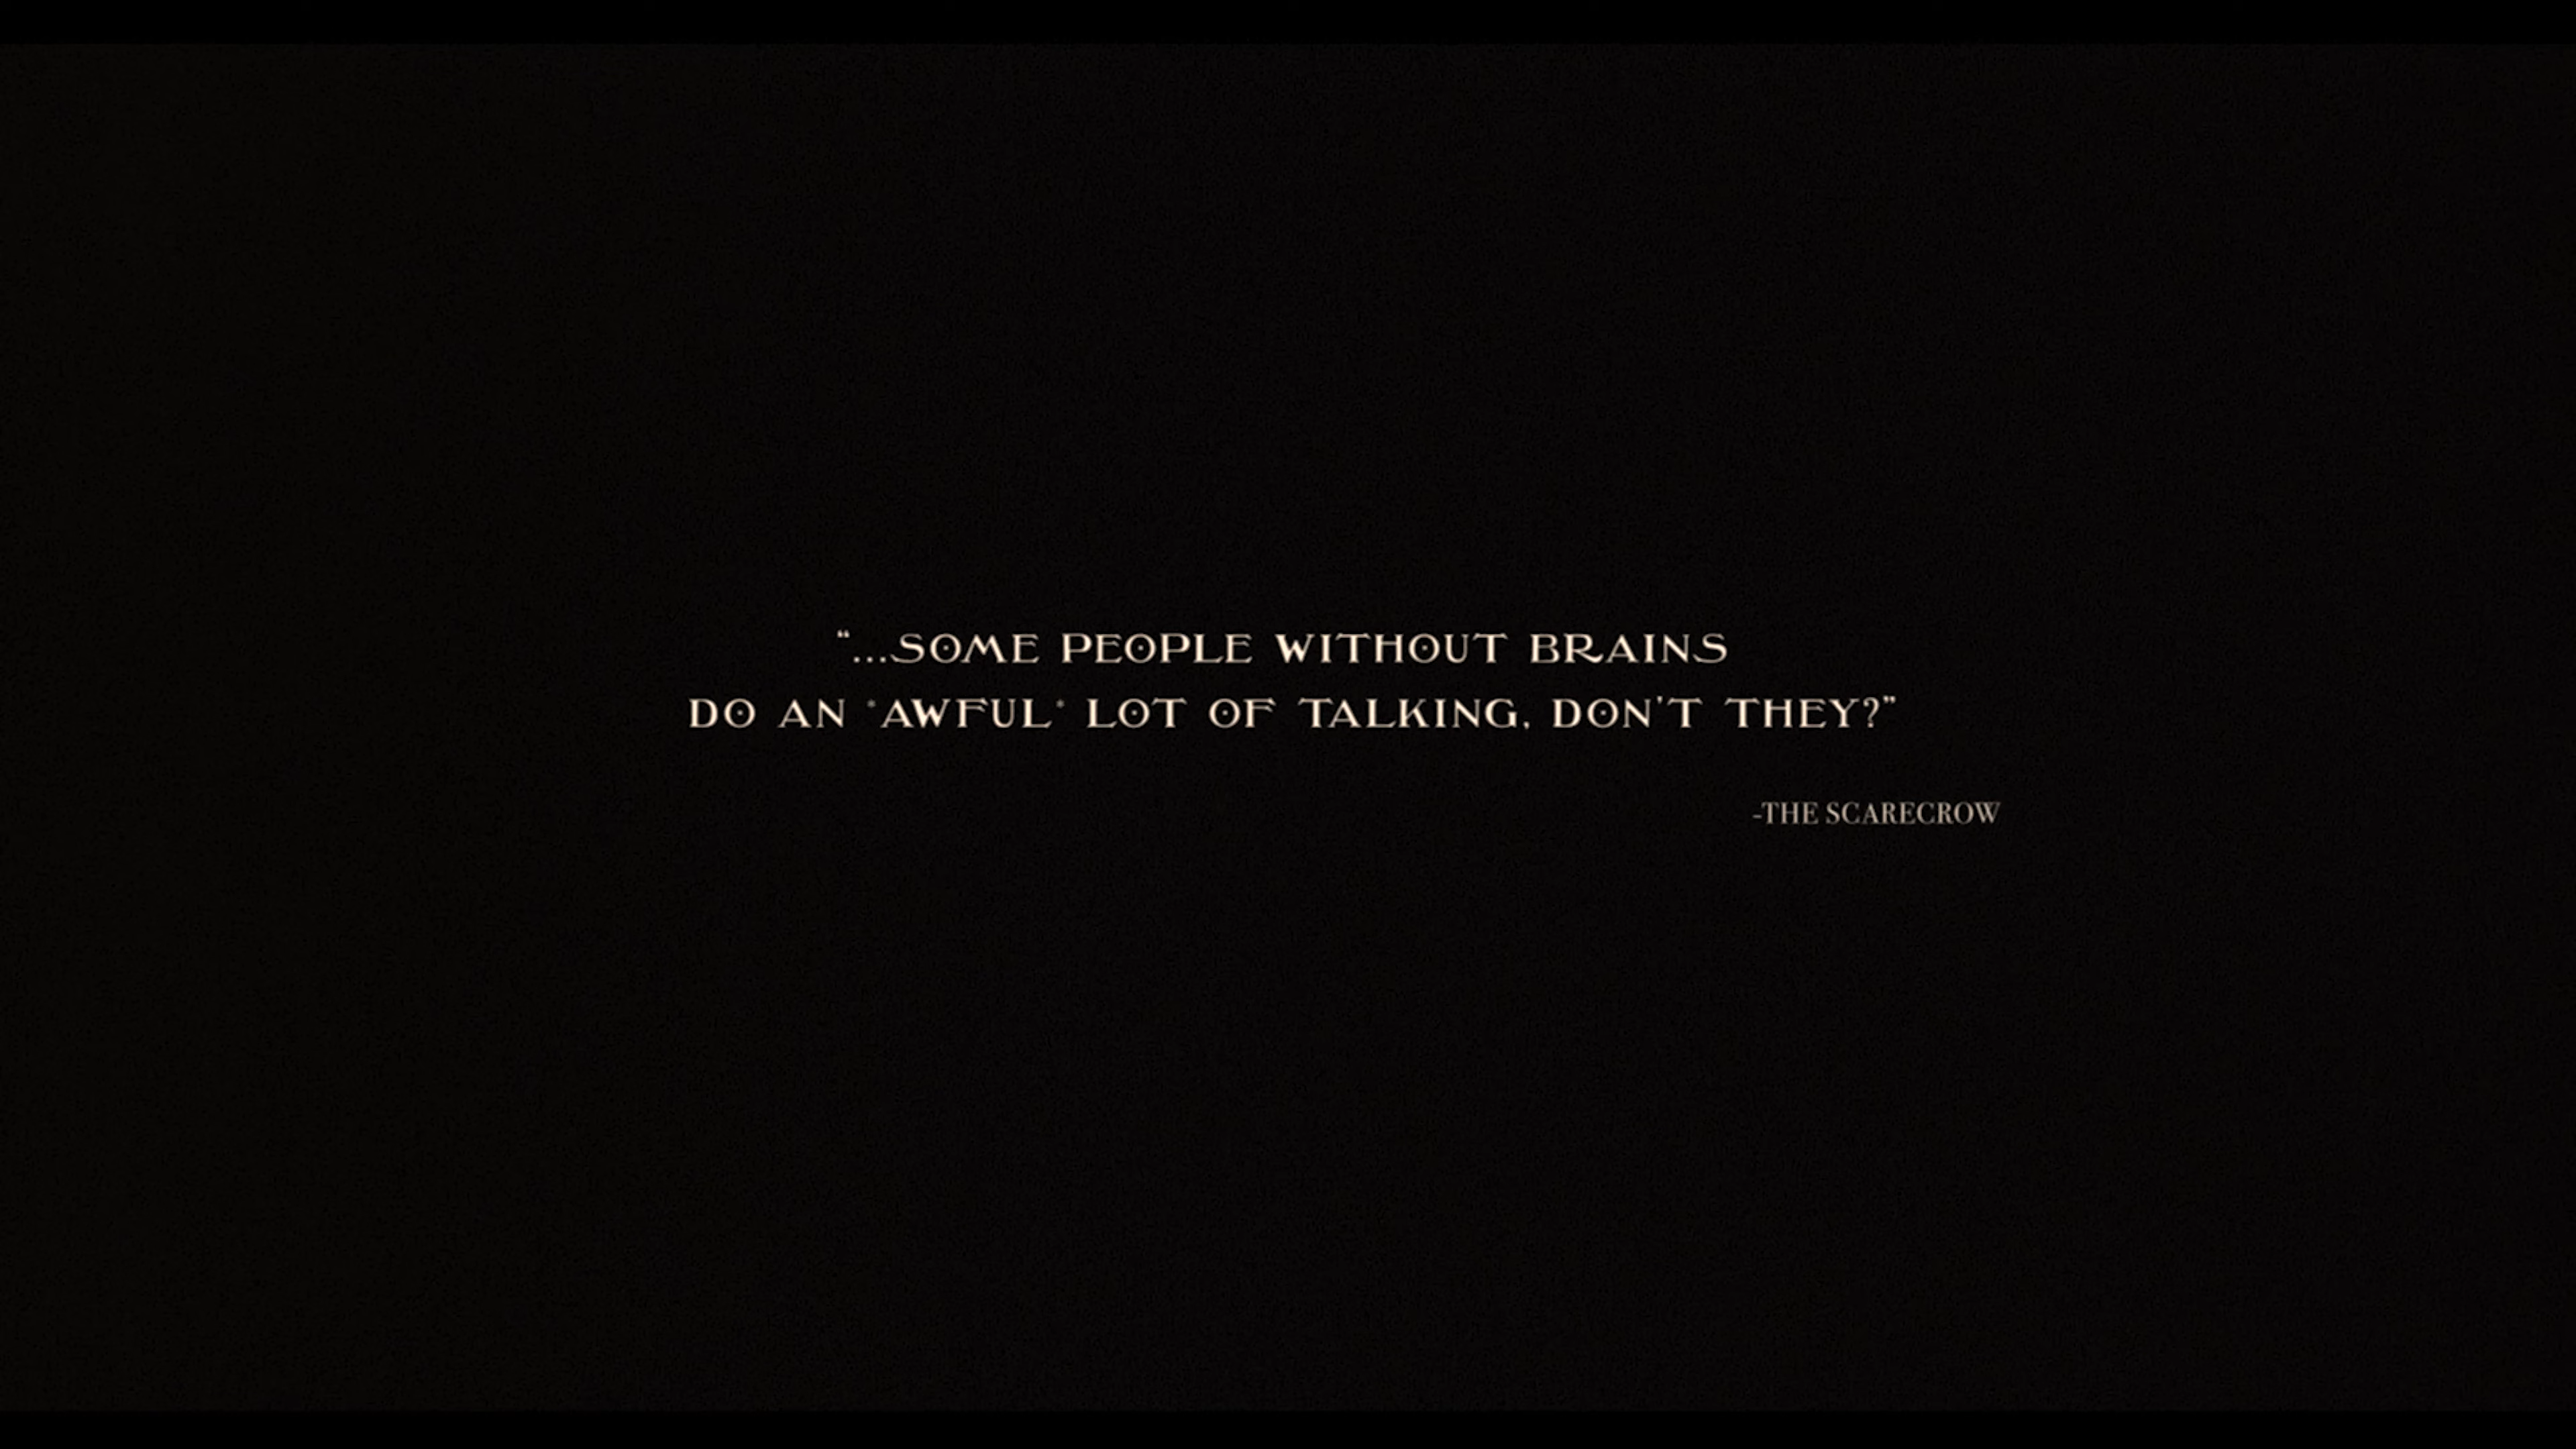 “...SOME PEOPLE WITHOUT BRAINS
DO AN *AWFUL* LOT OF TALKING, DON'T THEY?”
-THE SCARECROW